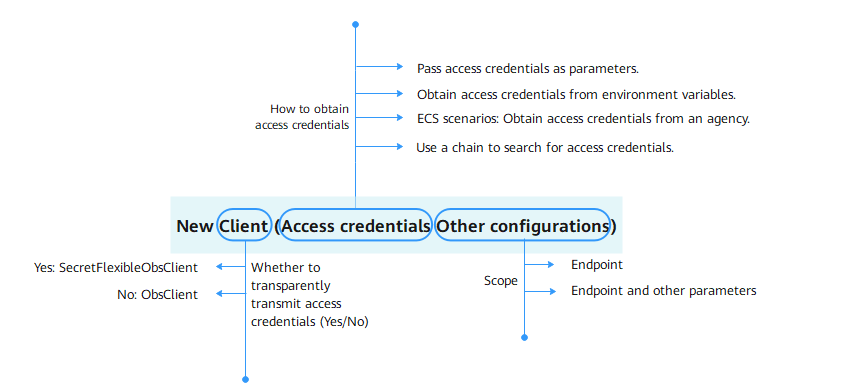 Pass access credentials as parameters.
Obtain access credentials from environment variables.
How to obtain
access credentials
ECS scenarios: Obtain access credentials from an agency.
Use a chain to search for access credentials.
New Client (Access credentials Other configurations)
Yes: SecretFlexibleObsClient
No: ObsClient
Whether to
transparently
transmit access
credentials (Yes/No)
Scope
Endpoint
Endpoint and other parameters